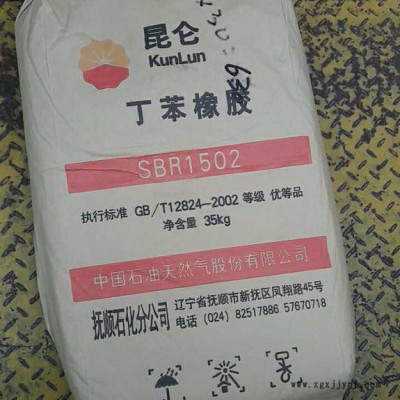 昆仑
KunLun
丁苯橡胶
SBR1502
执行标准 GB/T12824—2002 等级 优等品
净含量 35kg
中国石油天然气股份有限公司
抚顺石化分公司
辽宁省抚顺市新抚区凤翔路45号
电话 (024) 82517886 57670718
www.zgxjjypj.com